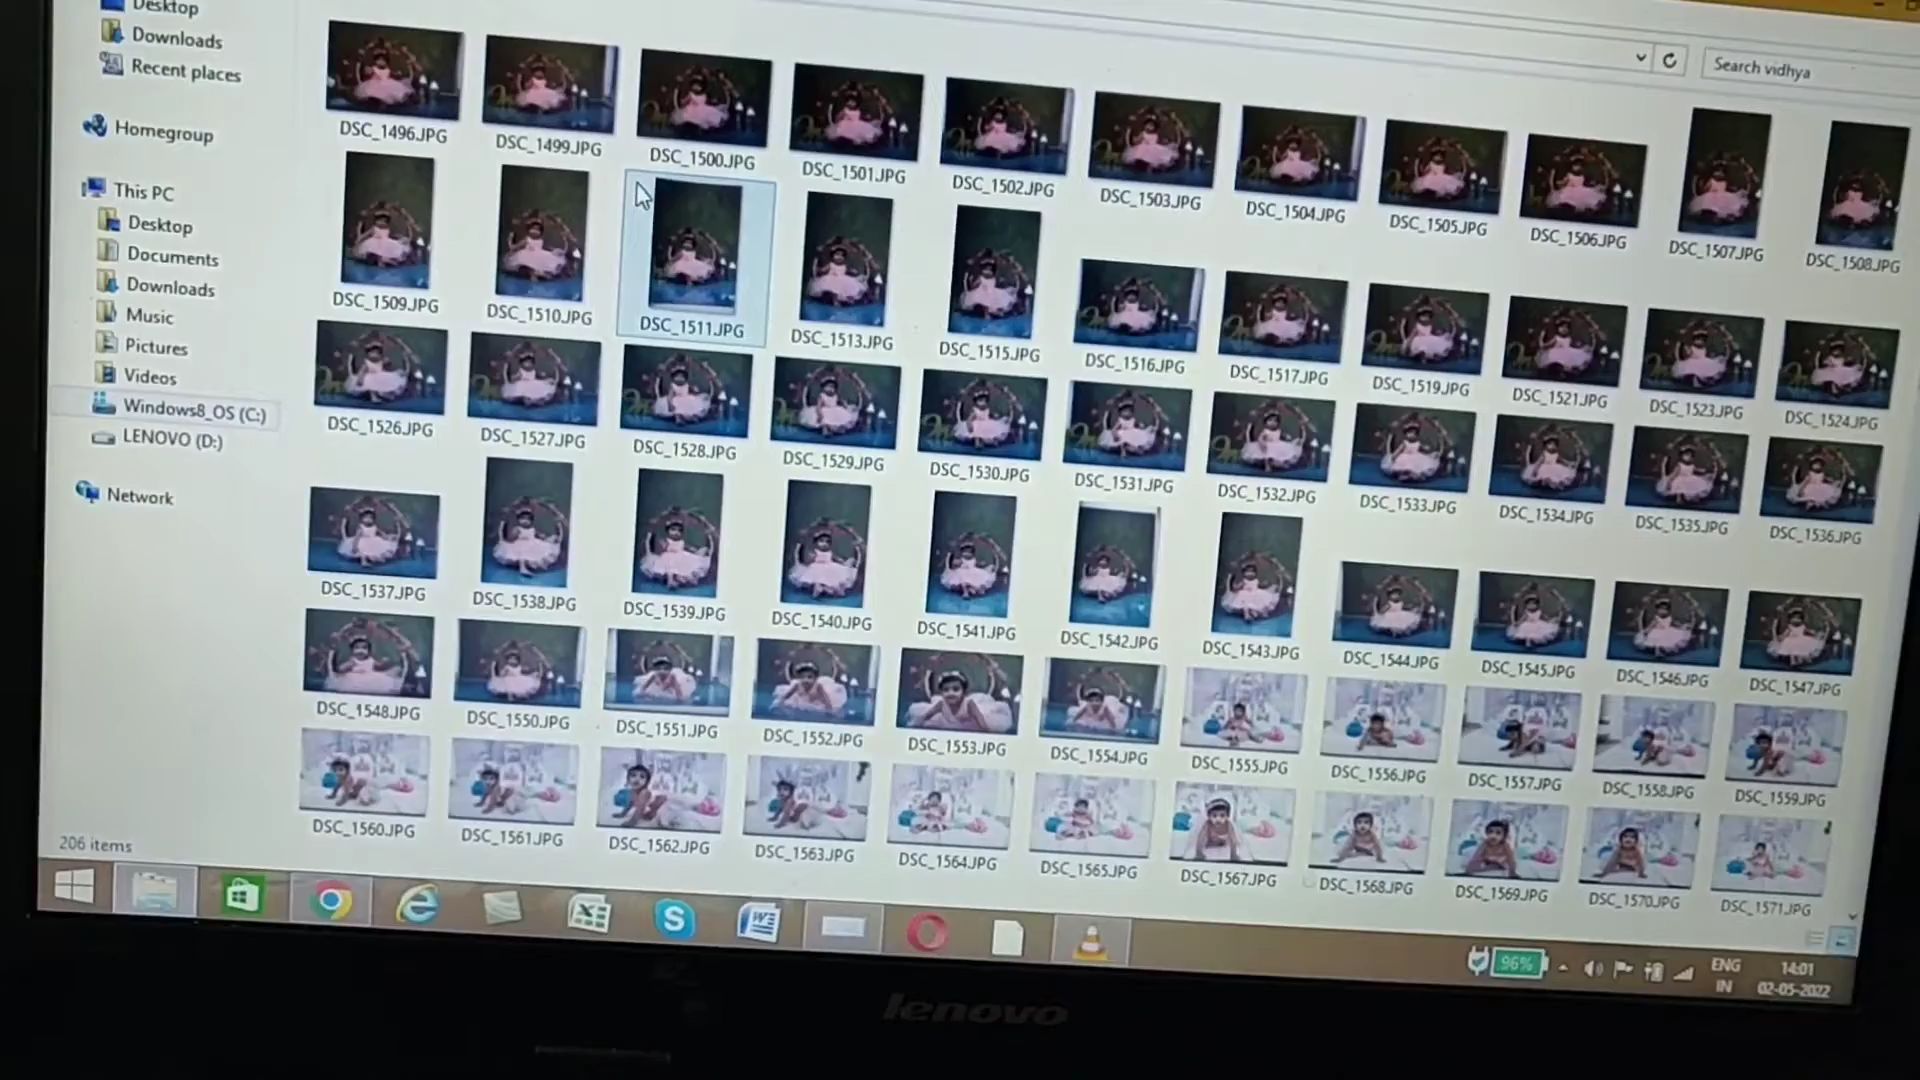 Desktop
Downloads
Recent places
Homegroup
This PC
Desktop
Documents
Downloads
Music
Pictures
Videos
Windows8_OS (C:)
LENOVO (D:)
Network
206 items
Search vidhya
DSC_1496.JPG DSC_1499.JPG DSC_1500.JPG DSC_1501.JPG DSC_1502.JPG DSC_1503.JPG DSC_1504.JPG DSC_1505.JPG DSC_1506.JPG DSC_1507.JPG DSC_1508.JPG
DSC_1509.JPG DSC_1510.JPG DSC_1511.JPG DSC_1513.JPG DSC_1515.JPG DSC_1516.JPG DSC_1517.JPG DSC_1519.JPG DSC_1521.JPG DSC_1523.JPG DSC_1524.JPG
DSC_1526.JPG DSC_1527.JPG DSC_1528.JPG DSC_1529.JPG DSC_1530.JPG DSC_1531.JPG DSC_1532.JPG DSC_1533.JPG DSC_1534.JPG DSC_1535.JPG DSC_1536.JPG
DSC_1537.JPG DSC_1538.JPG DSC_1539.JPG DSC_1540.JPG DSC_1541.JPG DSC_1542.JPG DSC_1543.JPG DSC_1544.JPG DSC_1545.JPG DSC_1546.JPG DSC_1547.JPG
DSC_1548.JPG DSC_1550.JPG DSC_1551.JPG DSC_1552.JPG DSC_1553.JPG DSC_1554.JPG DSC_1555.JPG DSC_1556.JPG DSC_1557.JPG DSC_1558.JPG DSC_1559.JPG
DSC_1560.JPG DSC_1561.JPG DSC_1562.JPG DSC_1563.JPG DSC_1564.JPG DSC_1565.JPG DSC_1567.JPG DSC_1568.JPG DSC_1569.JPG DSC_1570.JPG DSC_1571.JPG
96% ENG 14:01
IN 02-05-2022
lenovo